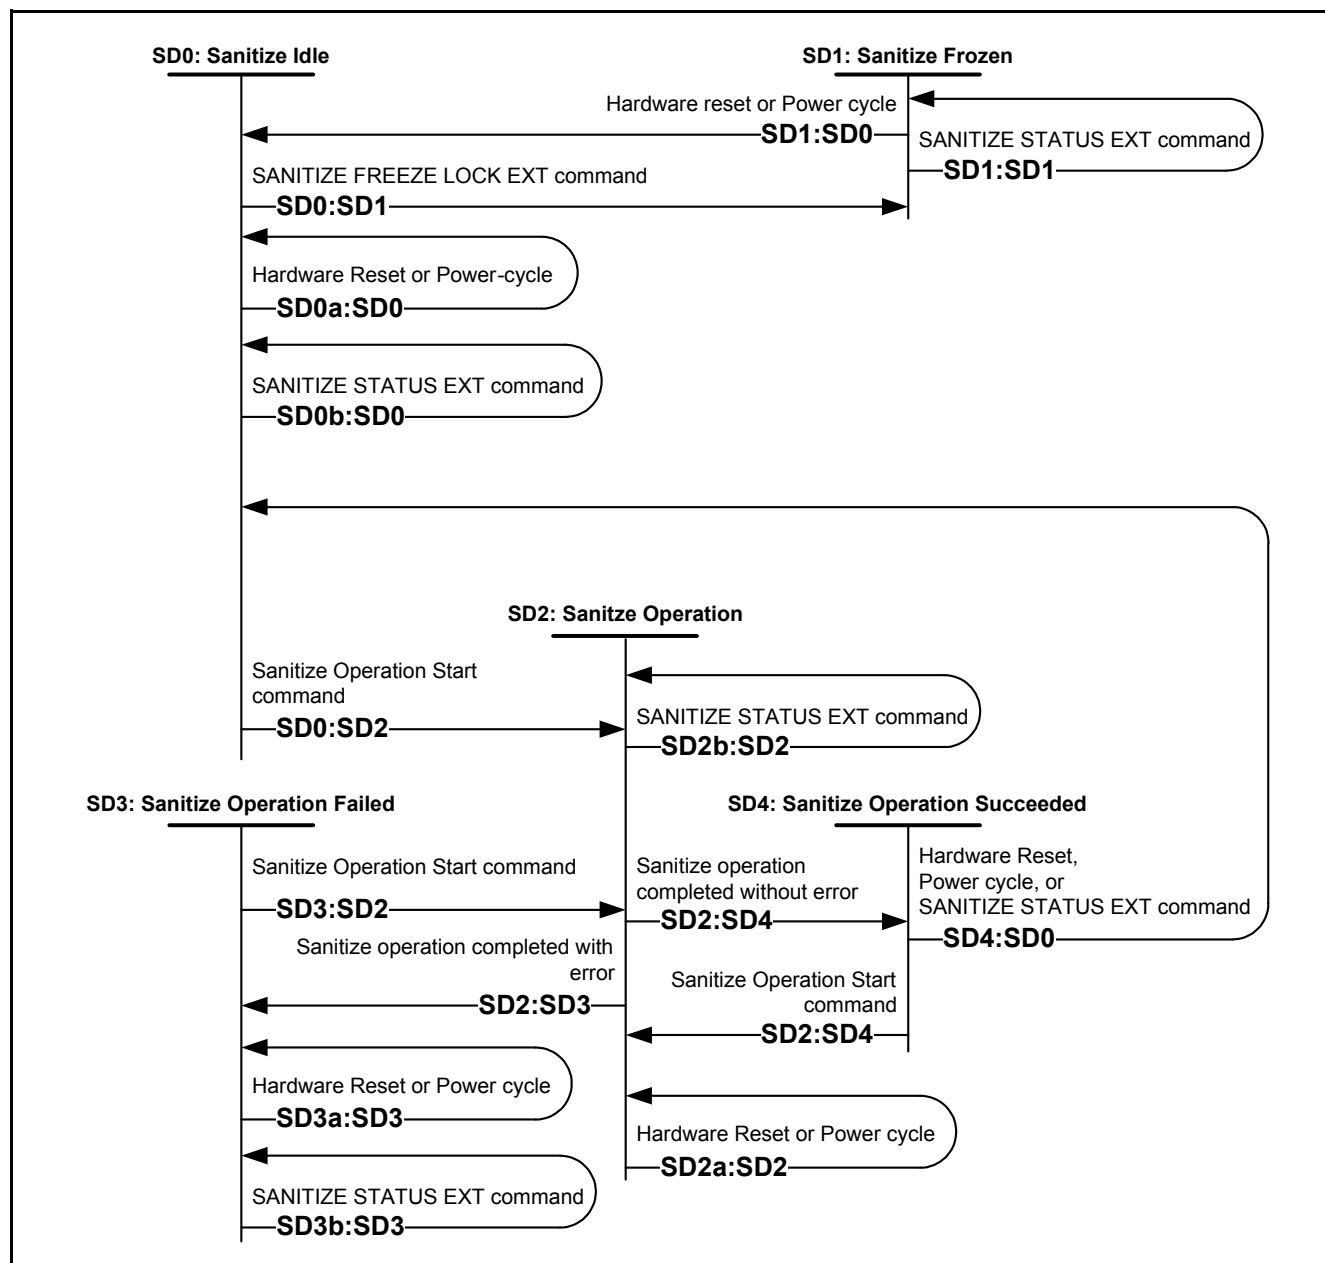 SD0: Sanitize Idle
SD1: Sanitize Frozen
Hardware reset or Power cycle
SD1:SD0
SANITIZE STATUS EXT command
SD1:SD1
SANITIZE FREEZE LOCK EXT command
SD0:SD1
Hardware Reset or Power-cycle
SD0a:SD0
SANITIZE STATUS EXT command
SD0b:SD0
SD2: Sanitze Operation
Sanitize Operation Start
command
SD0:SD2
SANITIZE STATUS EXT command
SD2b:SD2
SD3: Sanitize Operation Failed
SD4: Sanitize Operation Succeeded
Sanitize Operation Start command
SD3:SD2
Sanitize operation
completed without error
SD2:SD4
Hardware Reset,
Power cycle, or
SANITIZE STATUS EXT command
SD4:SD0
Sanitize operation completed with
error
SD2:SD3
Sanitize Operation Start
command
SD2:SD4
Hardware Reset or Power cycle
SD3a:SD3
Hardware Reset or Power cycle
SD2a:SD2
SANITIZE STATUS EXT command
SD3b:SD3